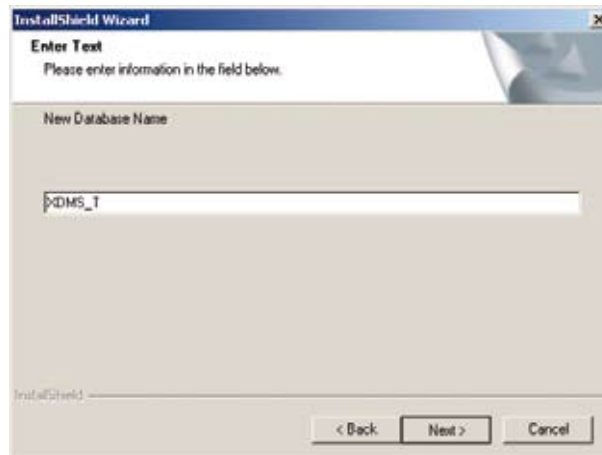 InstallShield Wizard
Enter Text
Please enter information in the field below.
New Database Name
XDMS_T
InstallShield
< Back Next > Cancel